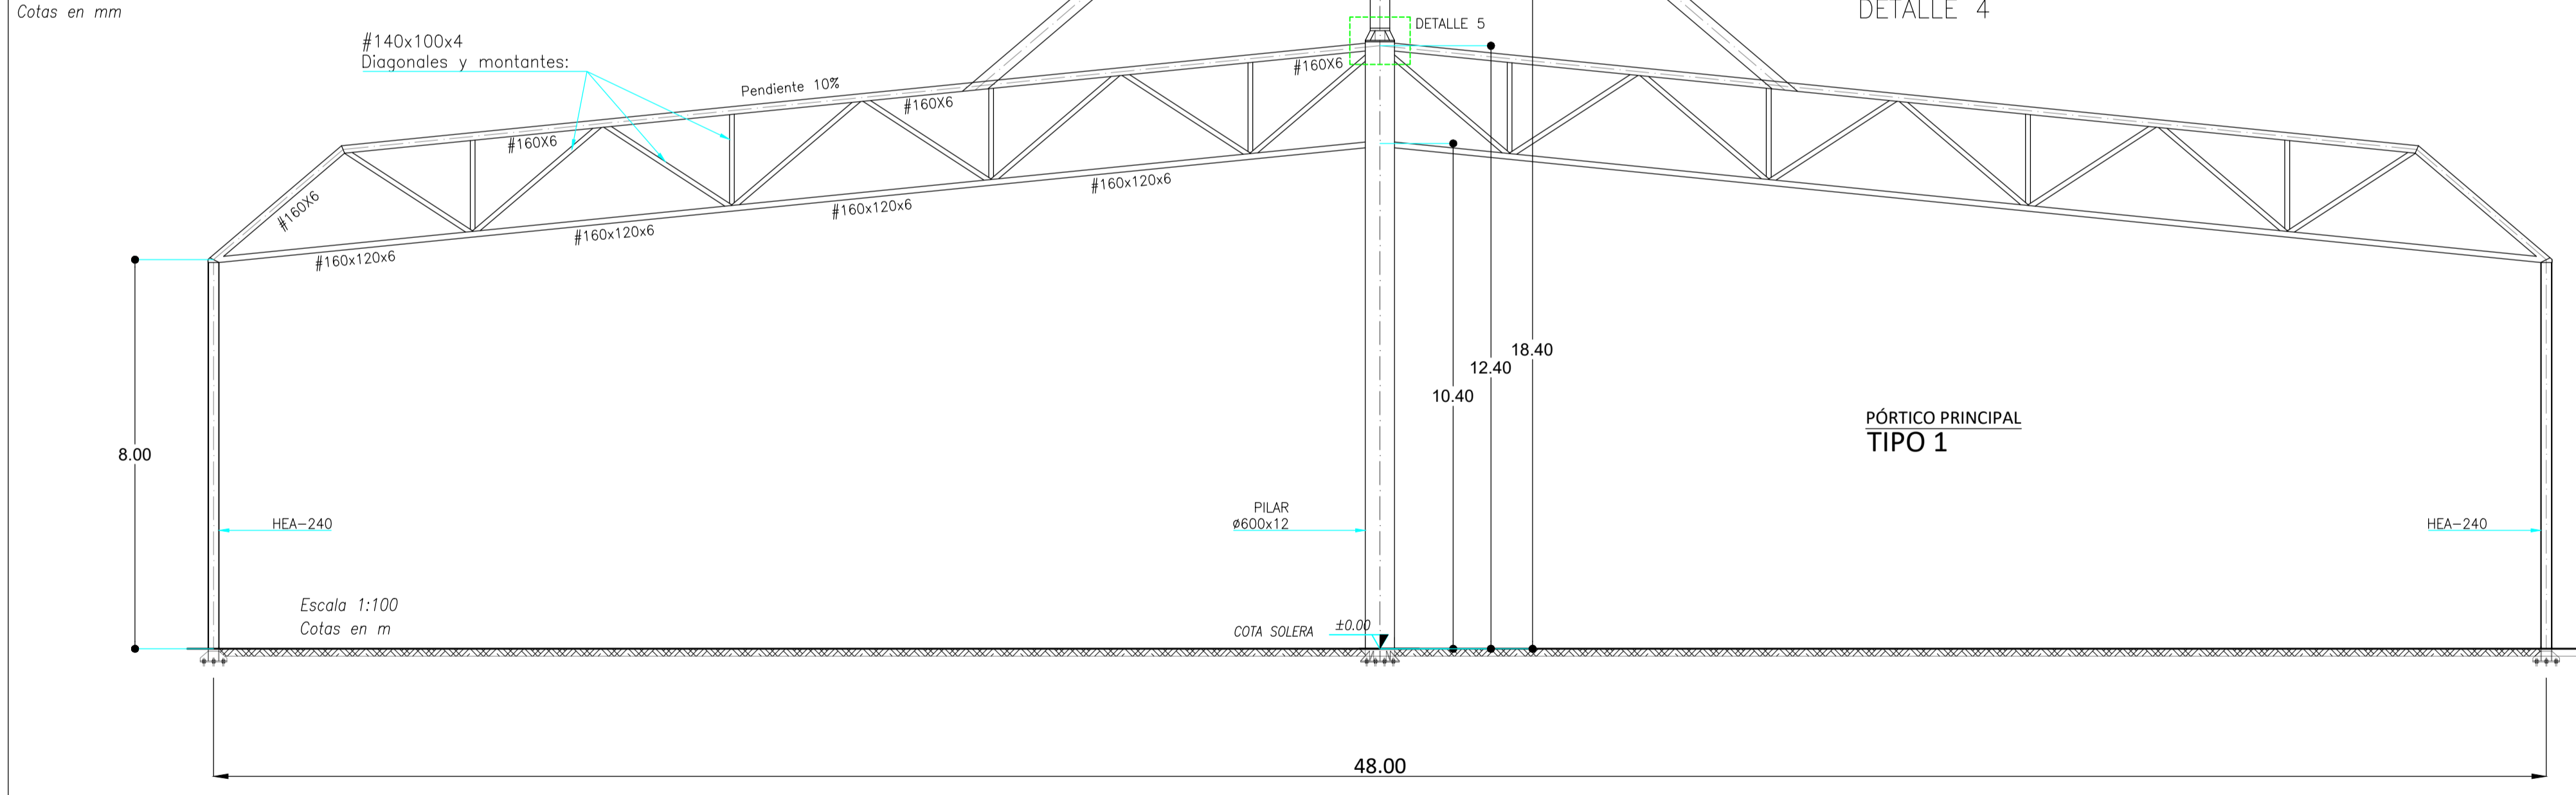 Cotas en mm
DETALLE 4
DETALLE 5
#140x100x4
Diagonales y montantes:
Pendiente 10%
#160X6
#160X6
#160X6
#160X6
#160x120x6
#160x120x6
#160x120x6
#160x120x6
18.40
12.40
10.40
8.00
PÓRTICO PRINCIPAL
TIPO 1
HEA-240
PILAR
ø600x12
HEA-240
Escala 1:100
Cotas en m
COTA SOLERA
±0.00
48.00